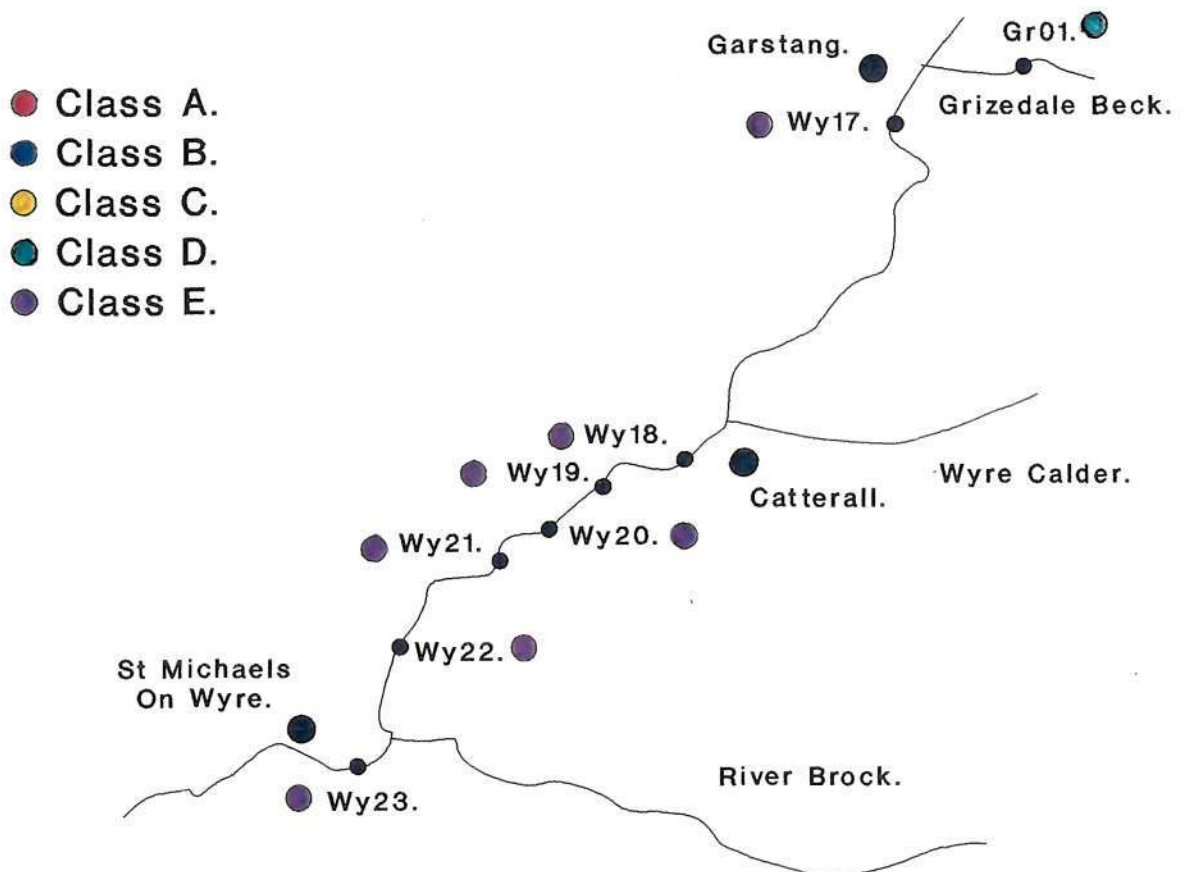 Class A.
Class B.
Class C.
Class D.
Class E.
Garstang.
Gr01.
Grizedale Beck.
Wy17.
Wy18.
Wy19.
Wyre Calder.
Catterall.
Wy20.
Wy21.
Wy22.
St Michaels
On Wyre.
River Brock.
Wy23.